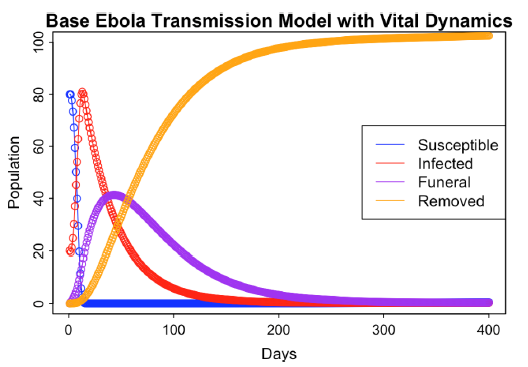 Base Ebola Transmission Model with Vital Dynamics
100
80
60
40
20
0
Population
Susceptible
Infected
Funeral
Removed
0 100 200 300 400
Days